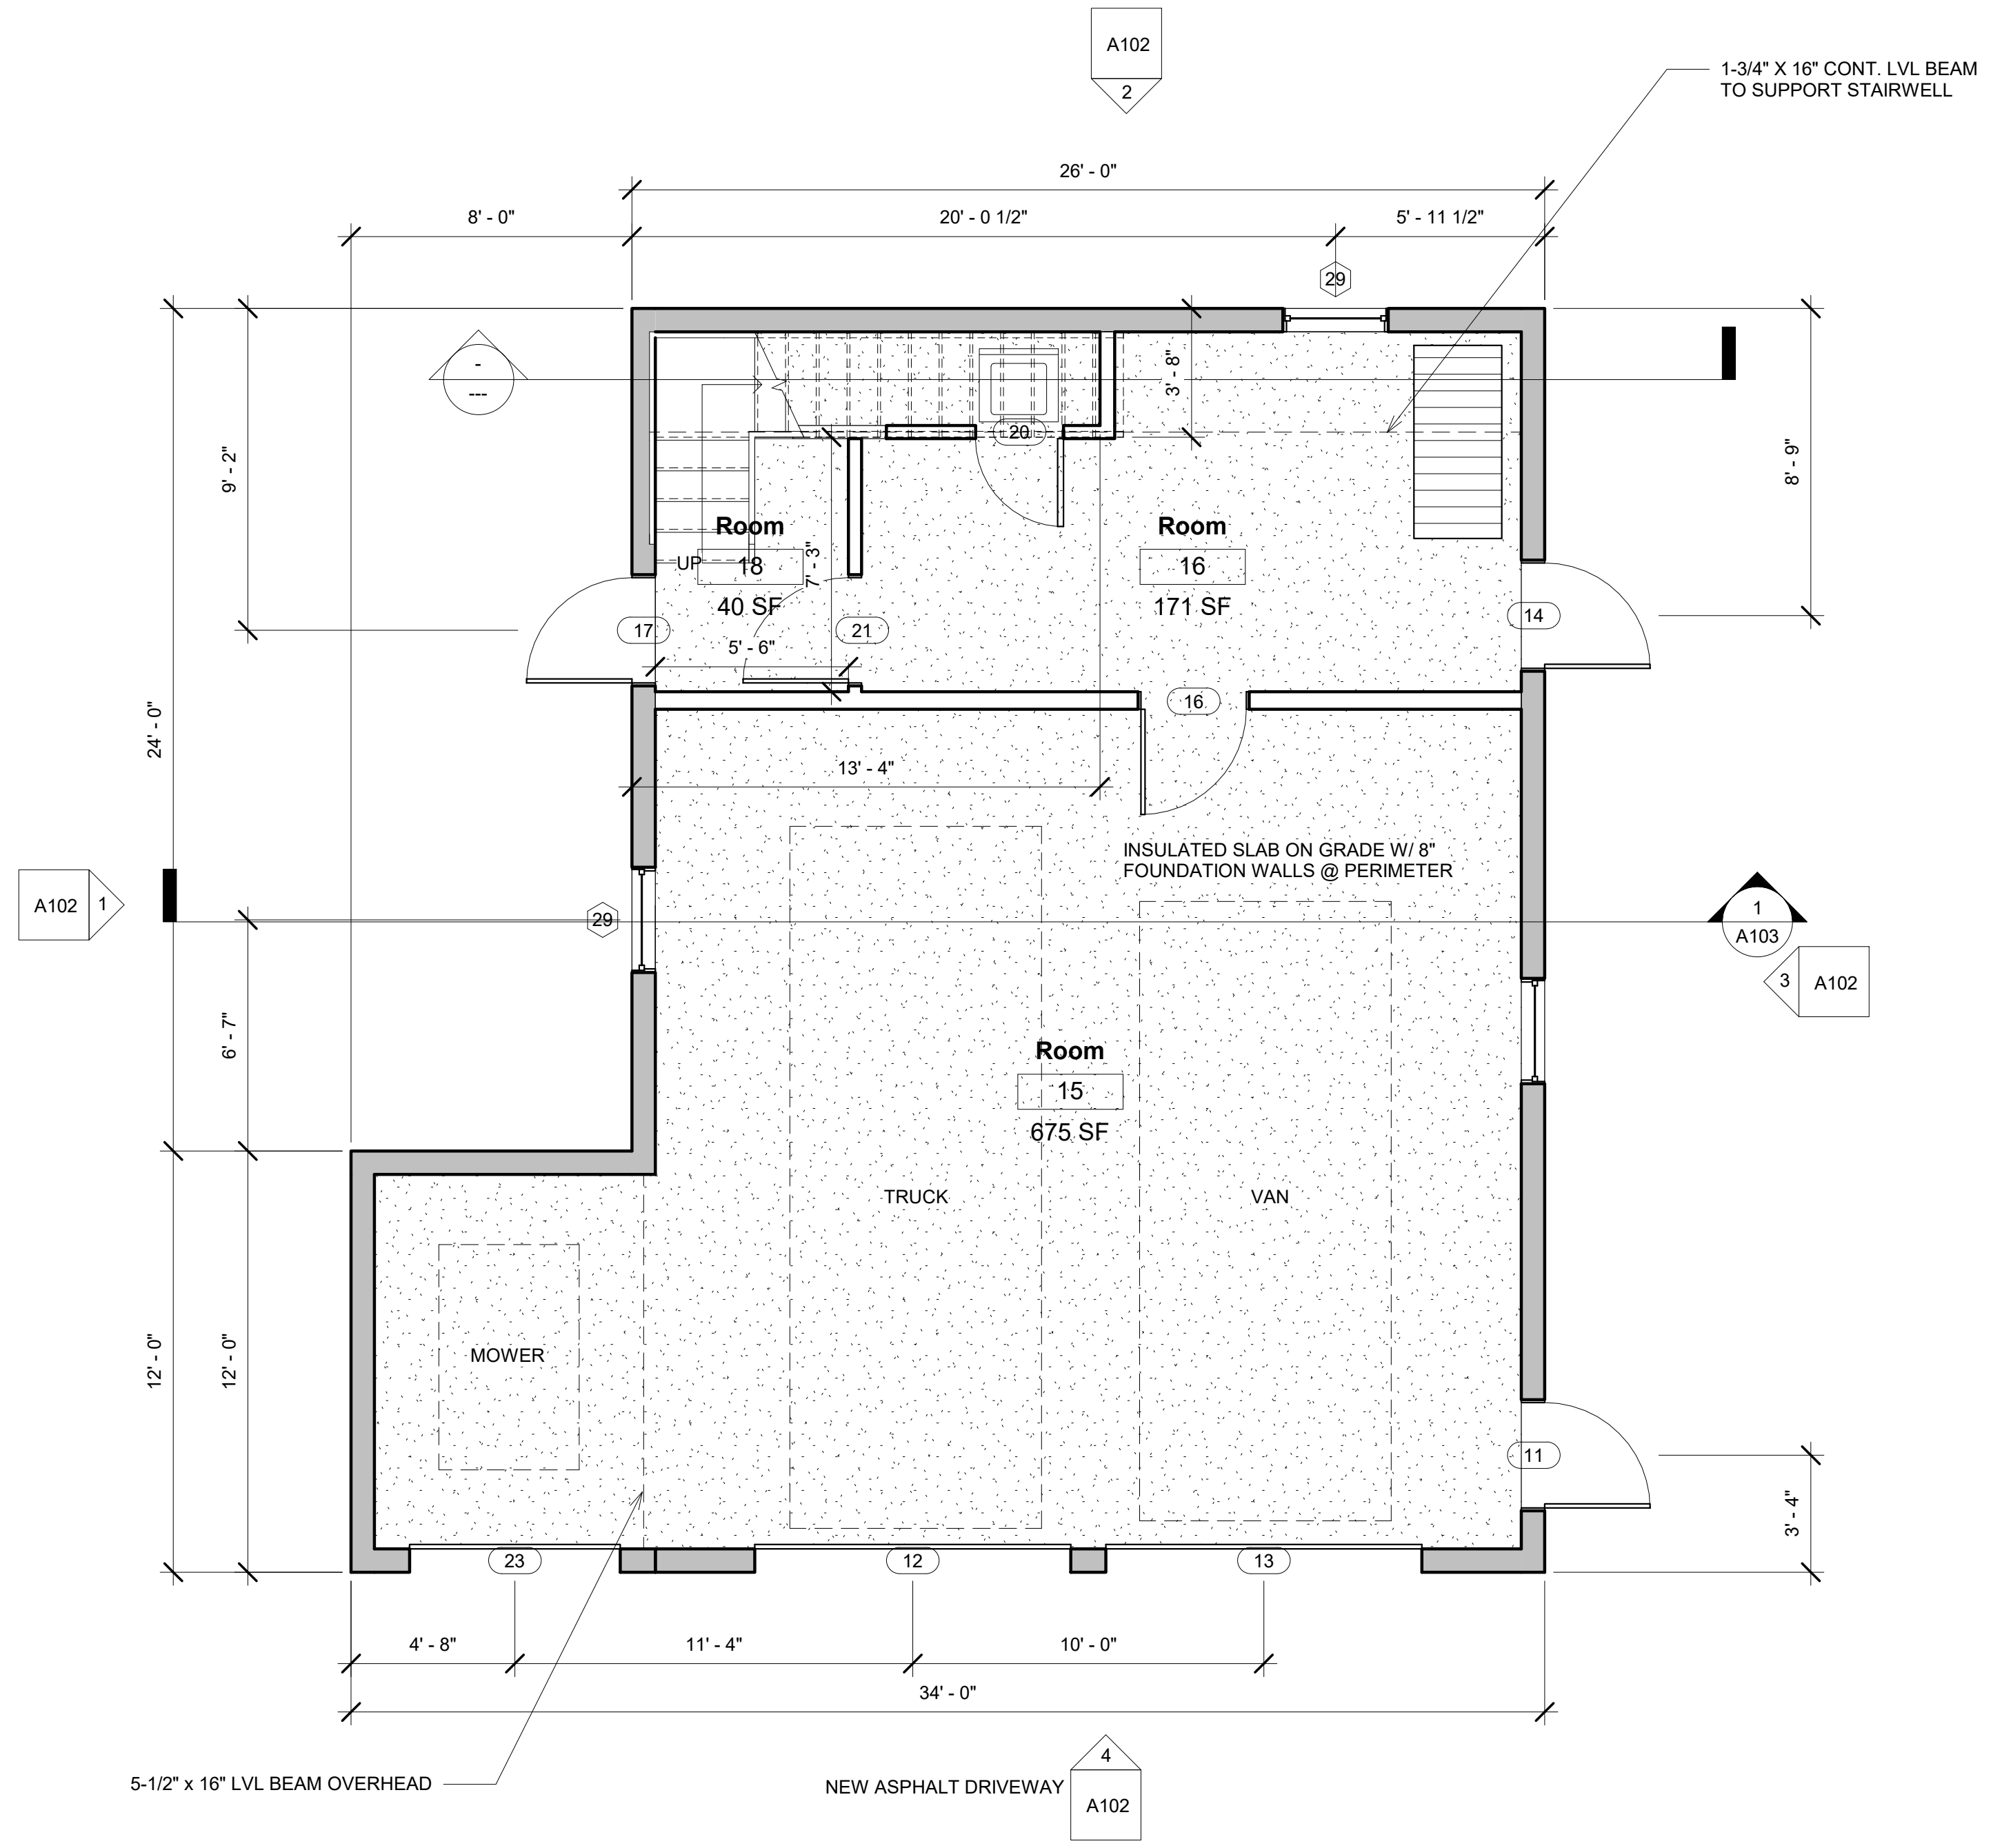 A102
2
1-3/4" X 16" CONT. LVL BEAM
TO SUPPORT STAIRWELL
26' - 0"
8' - 0"
20' - 0 1/2"
5' - 11 1/2"
29
-
---
3' - 8"
20
9' - 2"
8' - 9"
Room
18
40 SF
UP
7' - 3"
Room
16
171 SF
17
21
14
5' - 6"
16
24' - 0"
13' - 4"
INSULATED SLAB ON GRADE W/ 8"
FOUNDATION WALLS @ PERIMETER
A102
1
29
1
A103
3
A102
6' - 7"
Room
15
675 SF
TRUCK
VAN
MOWER
12' - 0"
12' - 0"
11
3' - 4"
23
12
13
4' - 8"
11' - 4"
10' - 0"
34' - 0"
5-1/2" x 16" LVL BEAM OVERHEAD
NEW ASPHALT DRIVEWAY
4
A102